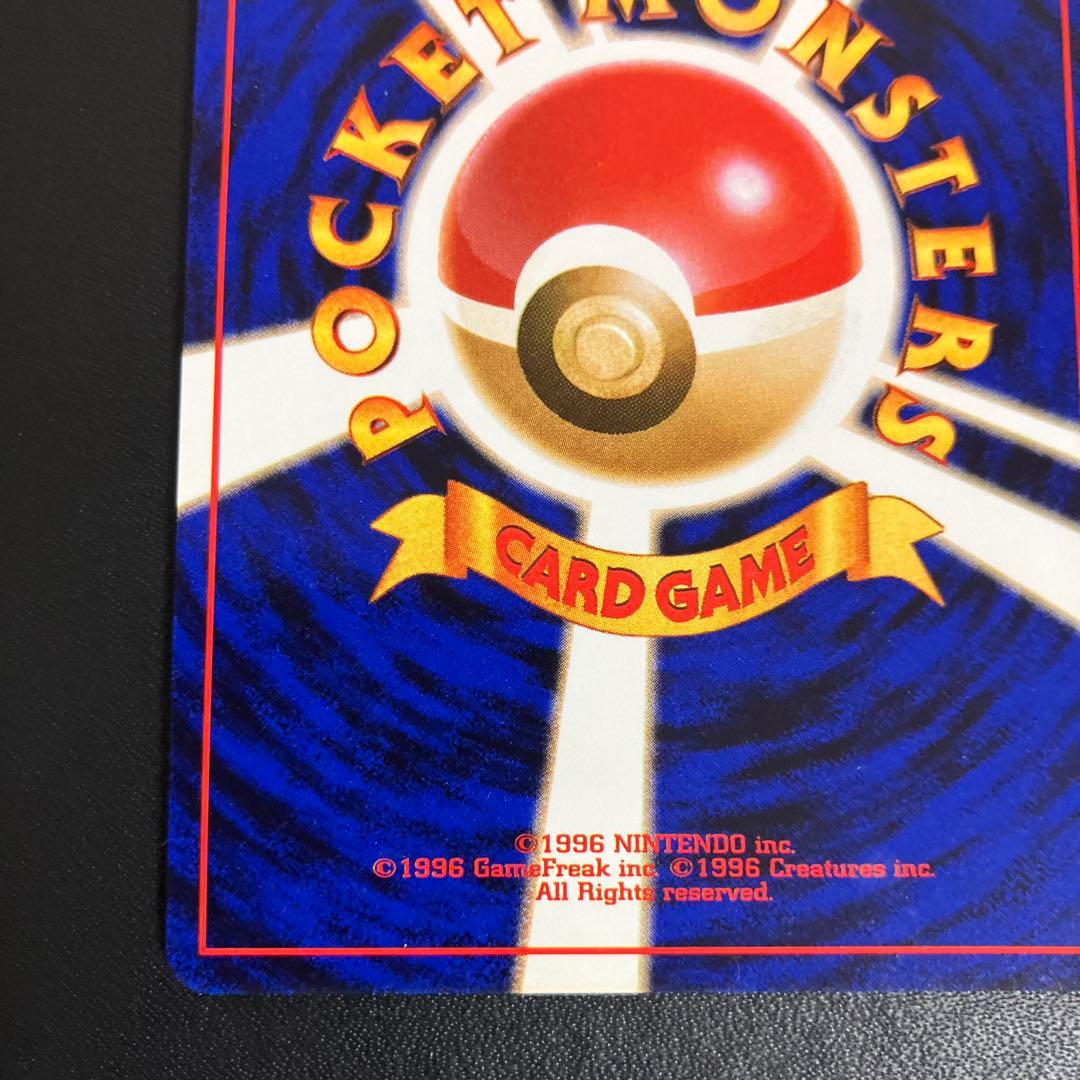 POCKET MONSTERS
CARD GAME
©1996 NINTENDO inc.
©1996 GameFreak inc. ©1996 Creatures inc.
All Rights reserved.